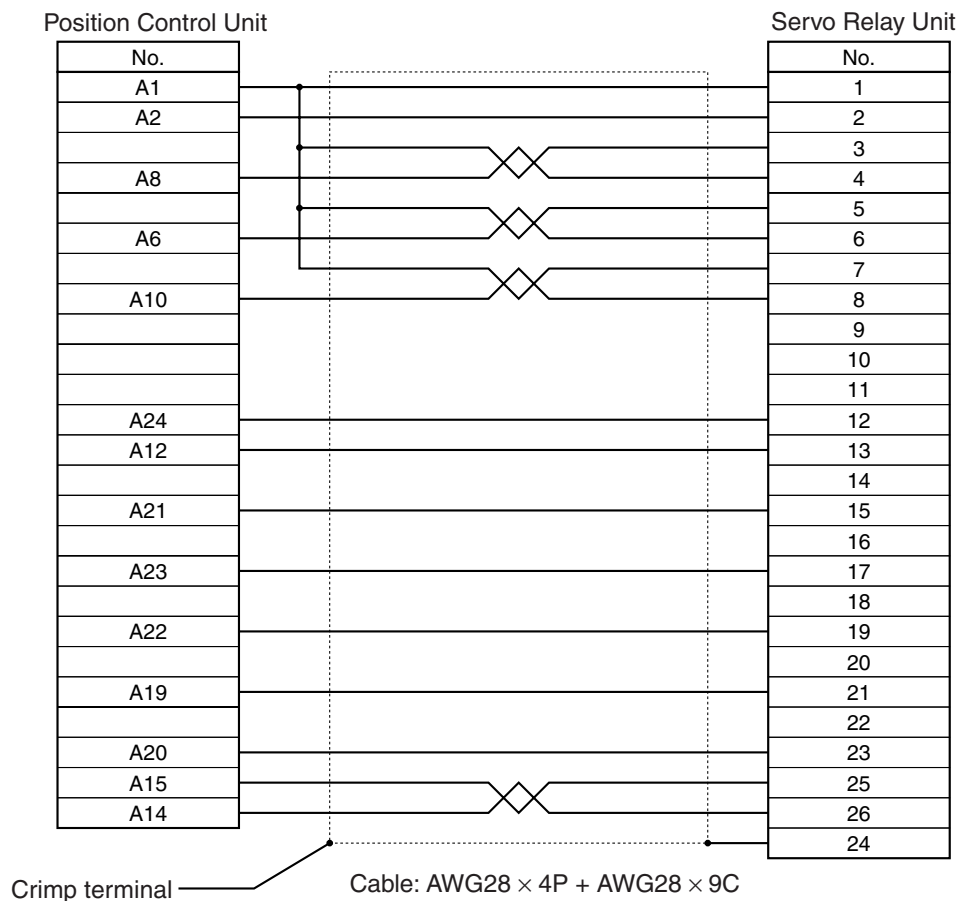 Position Control Unit Servo Relay Unit
No. No.
A1 1
A2 2
3
A8 4
5
A6 6
7
A10 8
9
10
11
A24 12
A12 13
14
A21 15
16
A23 17
18
A22 19
20
A19 21
22
A20 23
A15 25
A14 26
24
Crimp terminal Cable: AWG28 × 4P + AWG28 × 9C